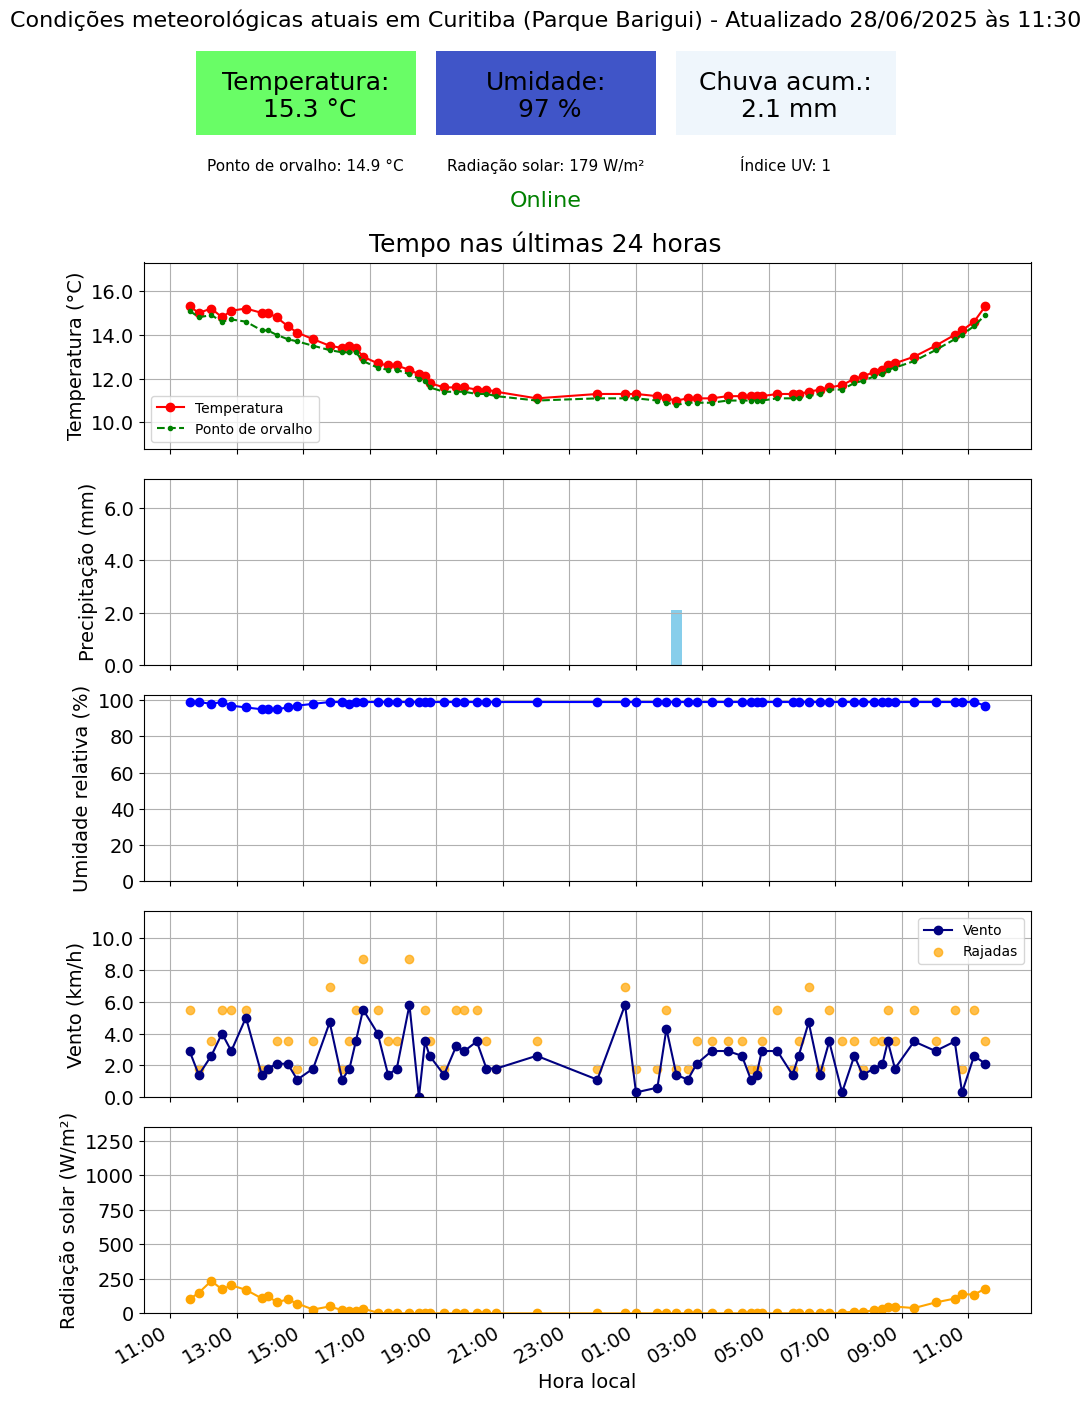 Condições meteorológicas atuais em Curitiba (Parque Barigui) - Atualizado 28/06/2025 às 11:30
Temperatura:
15.3 °C
Umidade:
97 %
Chuva acum.:
2.1 mm
Ponto de orvalho: 14.9 °C
Radiação solar: 179 W/m²
Índice UV: 1
Online
Tempo nas últimas 24 horas
Temperatura (°C)
16.0
14.0
12.0
10.0
Temperatura
Ponto de orvalho
Precipitação (mm)
6.0
4.0
2.0
0.0
Umidade relativa (%)
100
80
60
40
20
0
Vento (km/h)
10.0
8.0
6.0
4.0
2.0
0.0
Vento
Rajadas
Radiação solar (W/m²)
1250
1000
750
500
250
0
11:00
13:00
15:00
17:00
19:00
21:00
23:00
01:00
03:00
05:00
07:00
09:00
11:00
Hora local